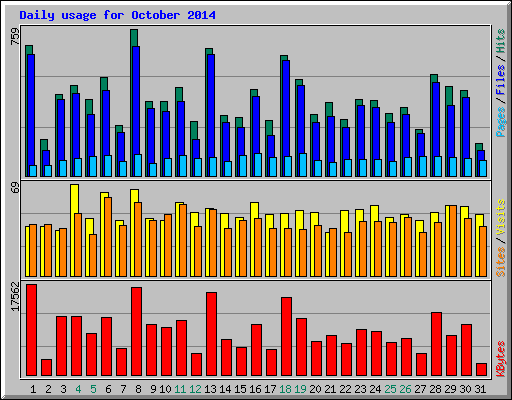 Daily usage for October 2014
759
Pages / Files / Hits
69
Sites / Visits
17562
KBytes
1 2 3 4 5 6 7 8 9 10 11 12 13 14 15 16 17 18 19 20 21 22 23 24 25 26 27 28 29 30 31